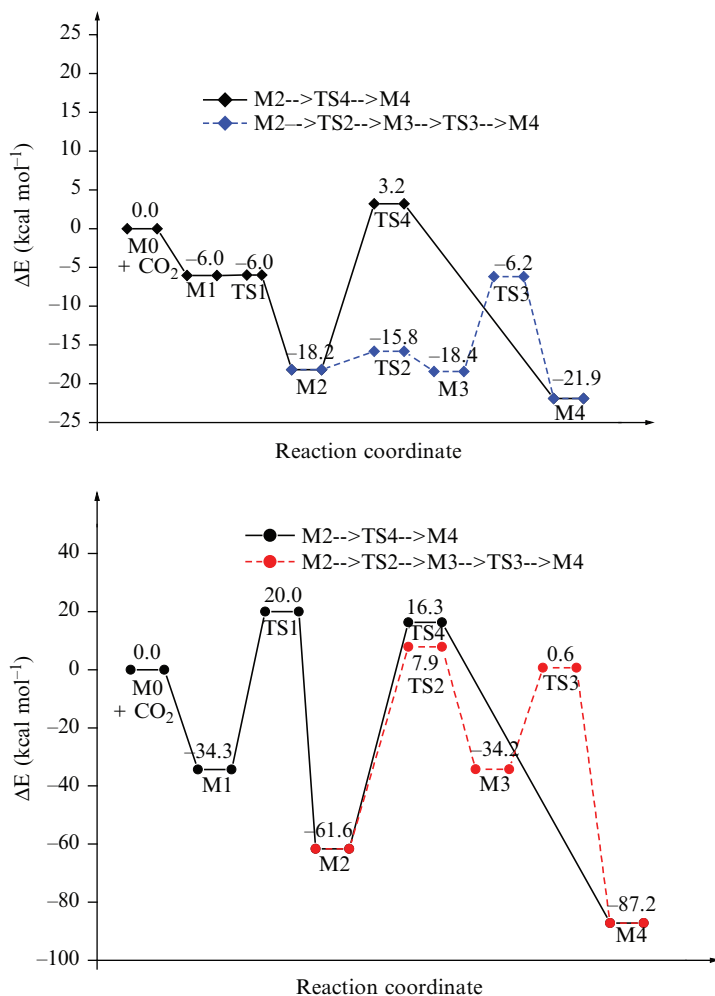 25
20
15
10
5
0
−5
−10
−15
−20
−25
ΔE (kcal mol−1)
M2-->TS4-->M4
M2-->TS2-->M3-->TS3-->M4
0.0
M0
+ CO2
−6.0
M1
−6.0
TS1
−18.2
M2
3.2
TS4
−15.8
TS2
−18.4
M3
−6.2
TS3
−21.9
M4
Reaction coordinate
40
20
0
−20
−40
−60
−80
−100
ΔE (kcal mol−1)
M2-->TS4-->M4
M2-->TS2-->M3-->TS3-->M4
0.0
M0
+ CO2
−34.3
M1
20.0
TS1
−61.6
M2
16.3
TS4
7.9
TS2
−34.2
M3
0.6
TS3
−87.2
M4
Reaction coordinate